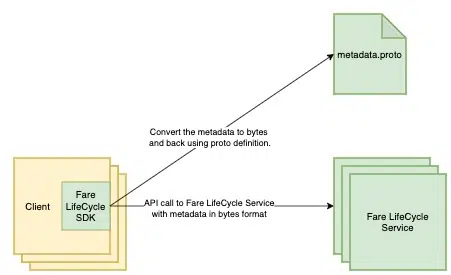 metadata.proto
Convert the metadata to bytes
and back using proto definition.
Client
Fare
LifeCycle
SDK
API call to Fare LifeCycle Service
with metadata in bytes format
Fare LifeCycle
Service